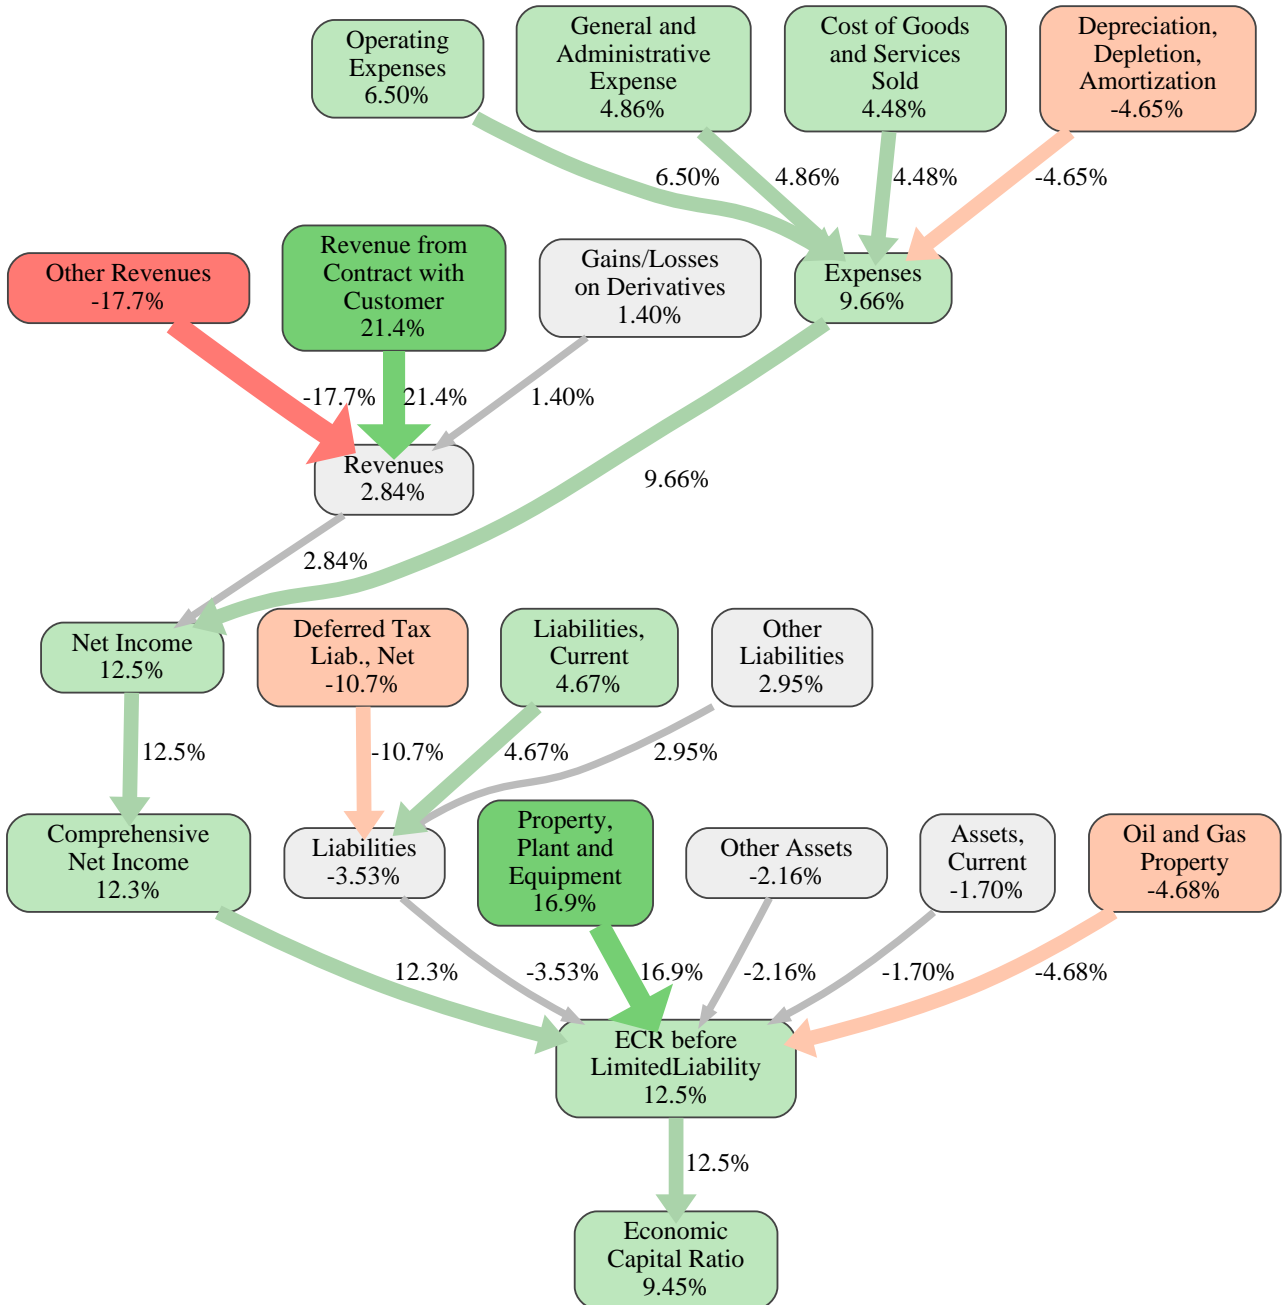 Operating
Expenses
6.50%
General and
Administrative
Expense
4.86%
Cost of Goods
and Services
Sold
4.48%
Depreciation,
Depletion,
Amortization
-4.65%
6.50%
4.86%
4.48%
-4.65%
Other Revenues
-17.7%
Revenue from
Contract with
Customer
21.4%
Gains/Losses
on Derivatives
1.40%
Expenses
9.66%
-17.7%
21.4%
1.40%
Revenues
2.84%
9.66%
2.84%
Net Income
12.5%
Deferred Tax
Liab., Net
-10.7%
Liabilities,
Current
4.67%
Other
Liabilities
2.95%
12.5%
-10.7%
4.67%
2.95%
Comprehensive
Net Income
12.3%
Liabilities
-3.53%
Property,
Plant and
Equipment
16.9%
Other Assets
-2.16%
Assets,
Current
-1.70%
Oil and Gas
Property
-4.68%
12.3%
-3.53%
16.9%
-2.16%
-1.70%
-4.68%
ECR before
LimitedLiability
12.5%
12.5%
Economic
Capital Ratio
9.45%